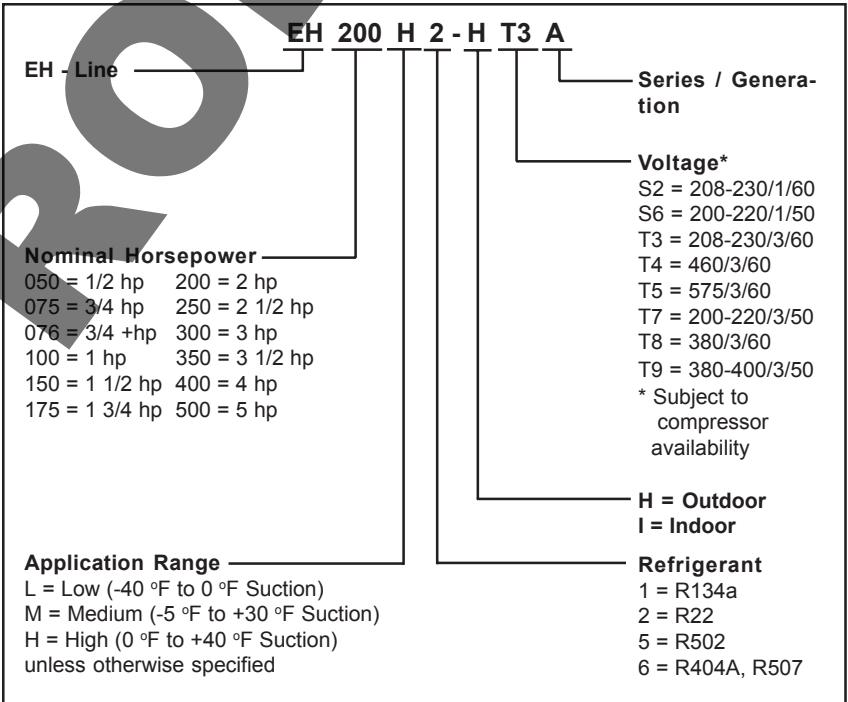 EH 200 H 2 - H T3 A
EH - Line
Series / Genera-
tion
Voltage*
S2 = 208-230/1/60
S6 = 200-220/1/50
T3 = 208-230/3/60
T4 = 460/3/60
T5 = 575/3/60
T7 = 200-220/3/50
T8 = 380/3/60
T9 = 380-400/3/50
* Subject to
compressor
availability
Nominal Horsepower
050 = 1/2 hp 200 = 2 hp
075 = 3/4 hp 250 = 2 1/2 hp
076 = 3/4 +hp 300 = 3 hp
100 = 1 hp 350 = 3 1/2 hp
150 = 1 1/2 hp 400 = 4 hp
175 = 1 3/4 hp 500 = 5 hp
H = Outdoor
I = Indoor
Application Range
L = Low (-40 °F to 0 °F Suction)
M = Medium (-5 °F to +30 °F Suction)
H = High (0 °F to +40 °F Suction)
unless otherwise specified
Refrigerant
1 = R134a
2 = R22
5 = R502
6 = R404A, R507